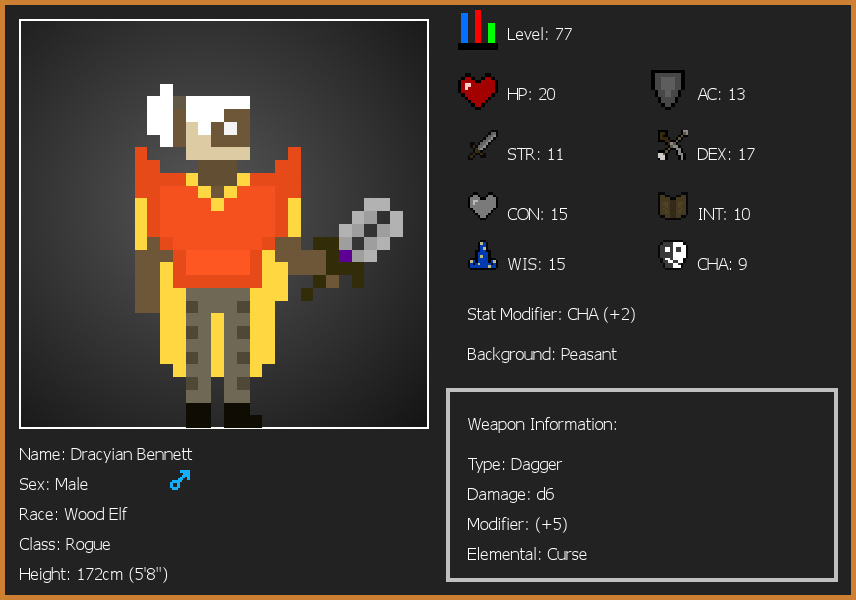 Level: 77
HP: 20
AC: 13
STR: 11
DEX: 17
CON: 15
INT: 10
WIS: 15
CHA: 9
Stat Modifier: CHA (+2)
Background: Peasant
Weapon Information:
Type: Dagger
Damage: d6
Modifier: (+5)
Elemental: Curse
Name: Dracyian Bennett
Sex: Male
Race: Wood Elf
Class: Rogue
Height: 172cm (5'8")